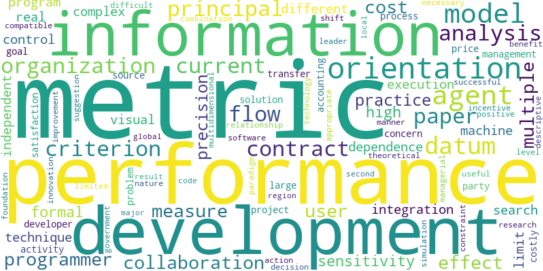 program
real
complex
principal
different
combination
shift
difficult
leader
local
cost
process
model
necessary
successful
compatible
control
goal
information
price
management
analysis
benefit
organization
current
source
transfer
orientation
independent
satisfaction
suggestion
metric
precision
multidimensional
solution
flow
relationship
software
accounting
technology
appropriate
execution
practice
agent
incentive
positive
manner
concern
theoretical
multiple
descriptive
level
improvement
innovation
visual
global
high
paper
machine
criterion
contract
dependence
datum
foundation
performance
limited
problem
result
nature
code
paradigm
large
region
second
managerial
useful
party
formal
developer
technique
activity
government
major
measure
project
development
user
action
decision
integration
simulation
constraint
search
research
limit
costly
programmer
collaboration
sensitivity
effect